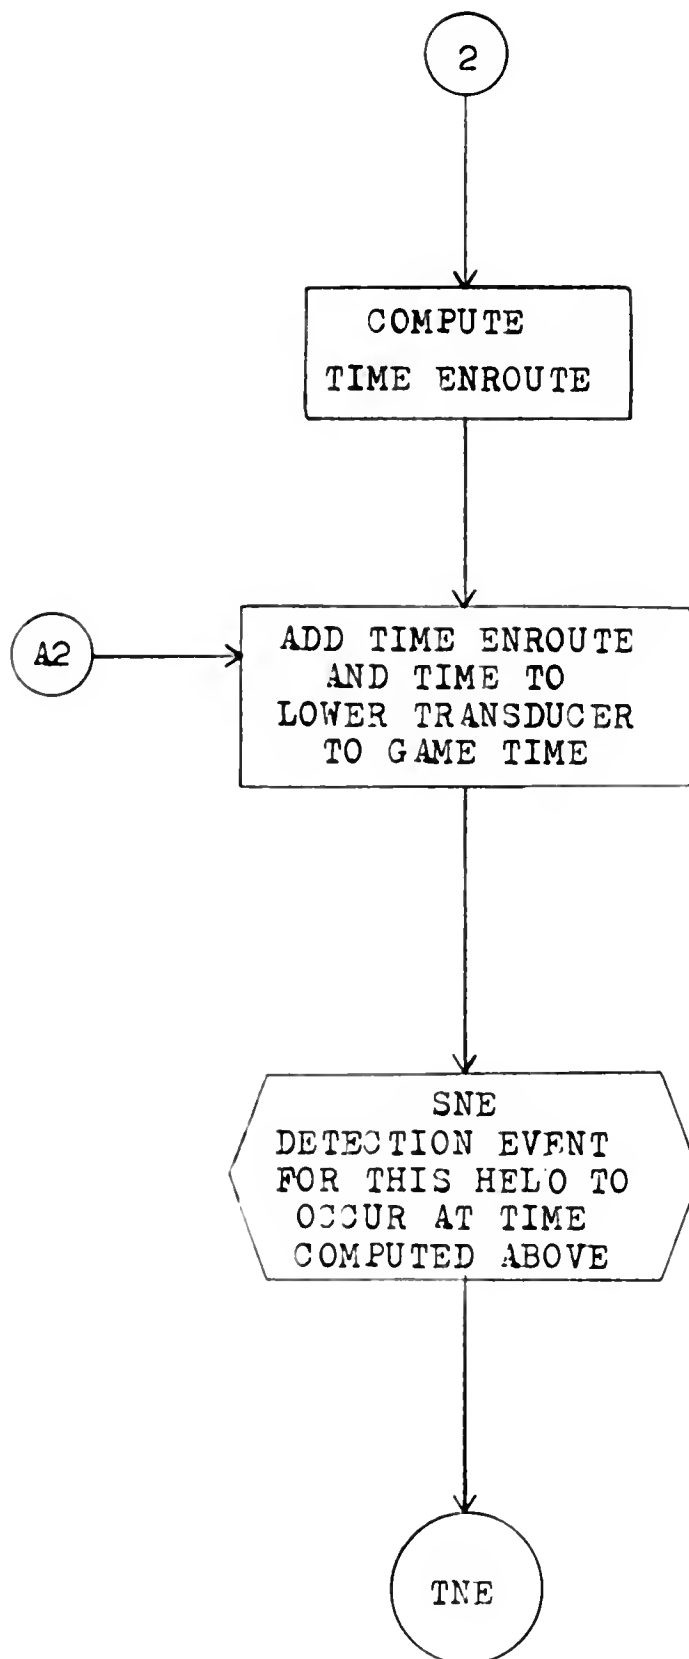 2
COMPUTE
TIME ENROUTE
A2
ADD TIME ENROUTE
AND TIME TO
LOWER TRANSDUCER
TO GAME TIME
SNE
DETECTION EVENT
FOR THIS HELO TO
OCCUR AT TIME
COMPUTED ABOVE
TNE